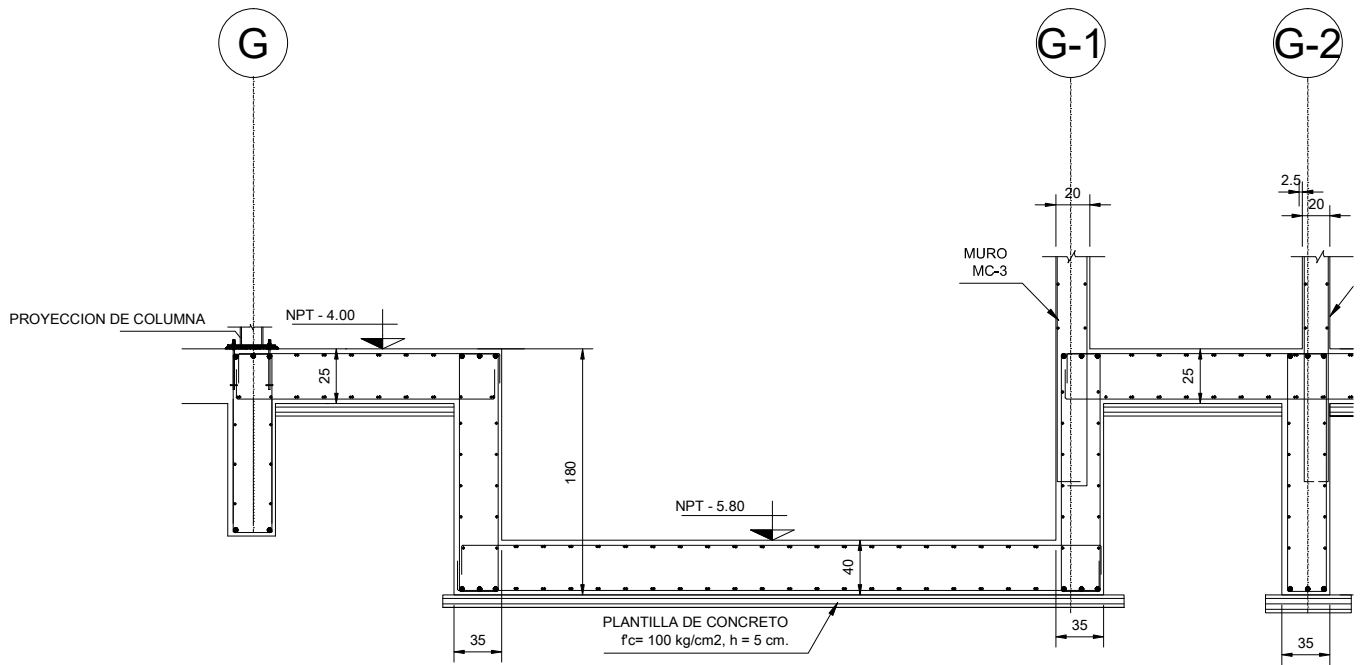 G
G-1
G-2
2.5
20
20
MURO
MC-3
PROYECCION DE COLUMNA
NPT - 4.00
25
25
180
NPT - 5.80
40
PLANTILLA DE CONCRETO
f'c= 100 kg/cm2, h = 5 cm.
35
35
35